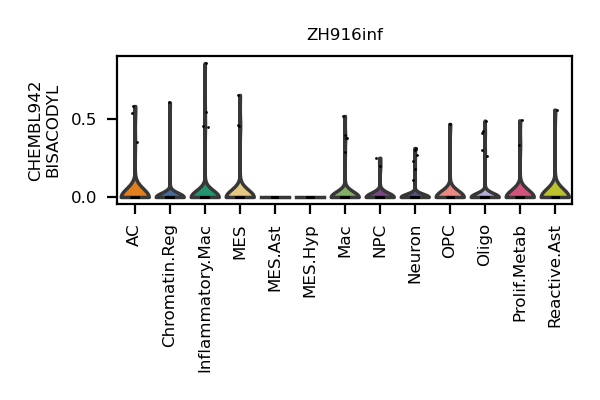 ZH916inf
CHEMBL942
BISACODYL
0.5
0.0
AC
Chromatin.Reg
Inflammatory.Mac
MES
MES.Ast
MES.Hyp
Mac
NPC
Neuron
OPC
Oligo
Prolif.Metab
Reactive.Ast